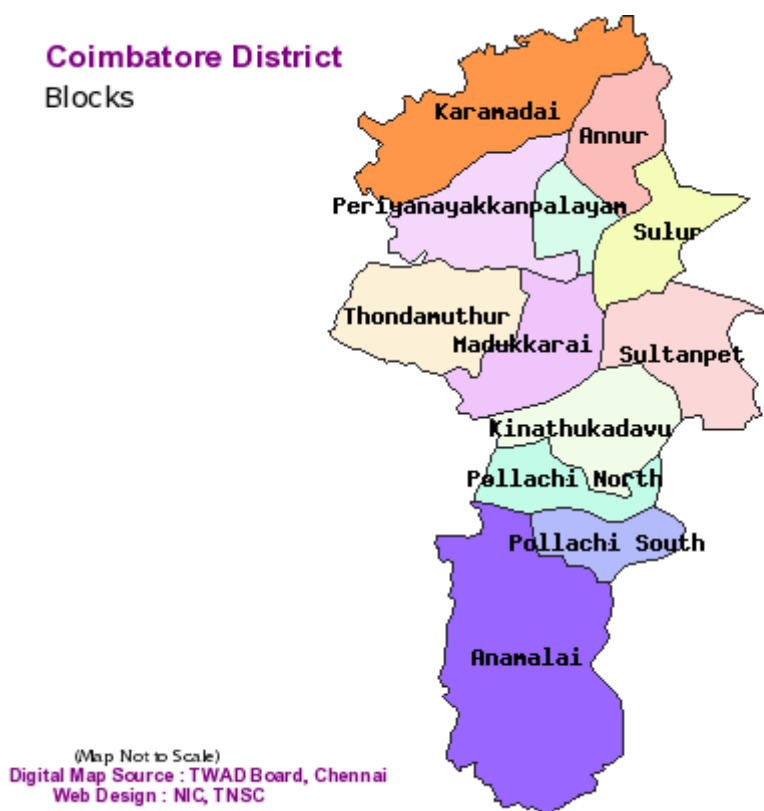 Coimbatore District
Blocks
Karamadai
Annur
Periyanayakkanpalayam
Sulur
Thondamuthur
Madukkarai
Sultanpet
Kinathukadavu
Pollachi North
Pollachi South
Anamalai
(Map Not to Scale)
Digital Map Source : TWAD Board, Chennai
Web Design : NIC, TNSC